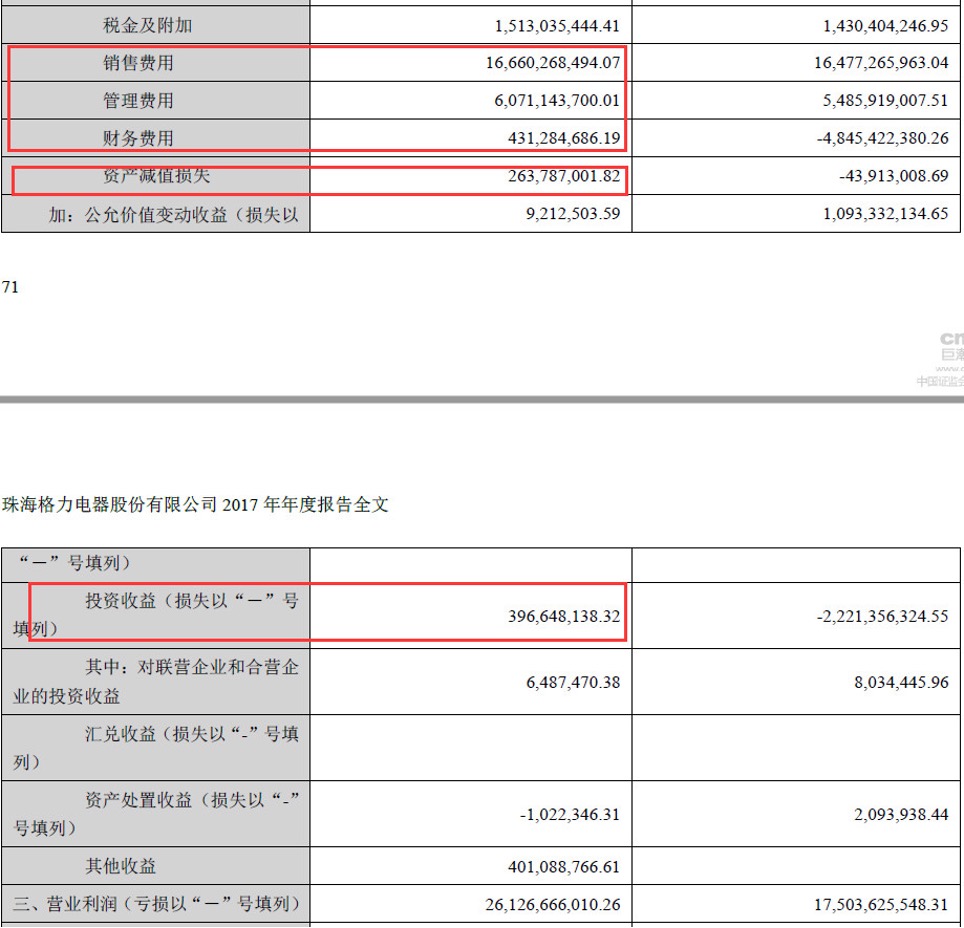 税金及附加 1,513,035,444.41 1,430,404,246.95
销售费用 16,660,268,494.07 16,477,265,963.04
管理费用 6,071,143,700.01 5,485,919,007.51
财务费用 431,284,686.19 -4,845,422,380.26
资产减值损失 263,787,001.82 -43,913,008.69
加：公允价值变动收益（损失以 9,212,503.59 1,093,332,134.65
71
巨潮
中国证监会
珠海格力电器股份有限公司 2017 年年度报告全文
“－”号填列）
投资收益（损失以“－”号
填列） 396,648,138.32 -2,221,356,324.55
其中：对联营企业和合营企
业的投资收益 6,487,470.38 8,034,445.96
汇兑收益（损失以“-”号填
列）
资产处置收益（损失以“-”
号填列） -1,022,346.31 2,093,938.44
其他收益 401,088,766.61
三、营业利润（亏损以“－”号填列） 26,126,666,010.26 17,503,625,548.31